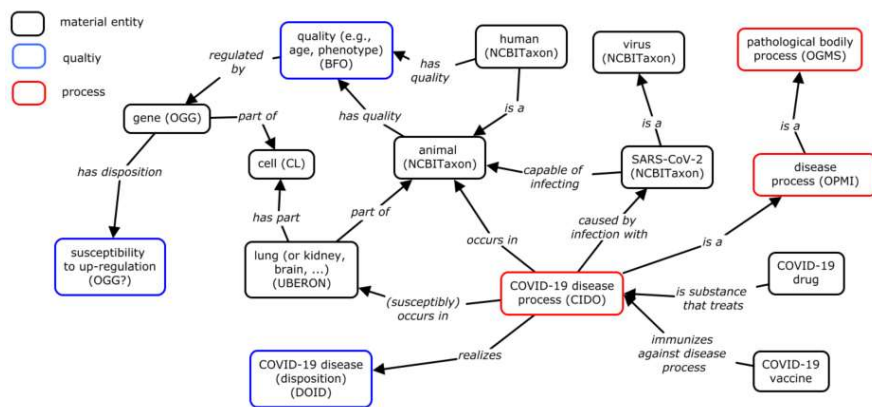 material entity
qualtiy
process
quality (e.g.,
age, phenotype)
(BFO)
human
(NCBITaxon)
virus
(NCBITaxon)
pathological bodily
process (OGMS)
regulated
by
has
quality
gene (OGG)
part of
has quality
is a
is a
is a
cell (CL)
animal
(NCBITaxon)
capable of
infecting
SARS-CoV-2
(NCBITaxon)
disease
process (OPMI)
has disposition
has part
part of
caused by
infection with
occurs in
is a
susceptibility
to up-regulation
(OGG?)
lung (or kidney,
brain, ...)
(UBERON)
(susceptibly)
occurs in
COVID-19 disease
process (CIDO)
is substance
that treats
COVID-19
drug
immunizes
against disease
process
realizes
COVID-19 disease
(disposition)
(DOID)
COVID-19
vaccine